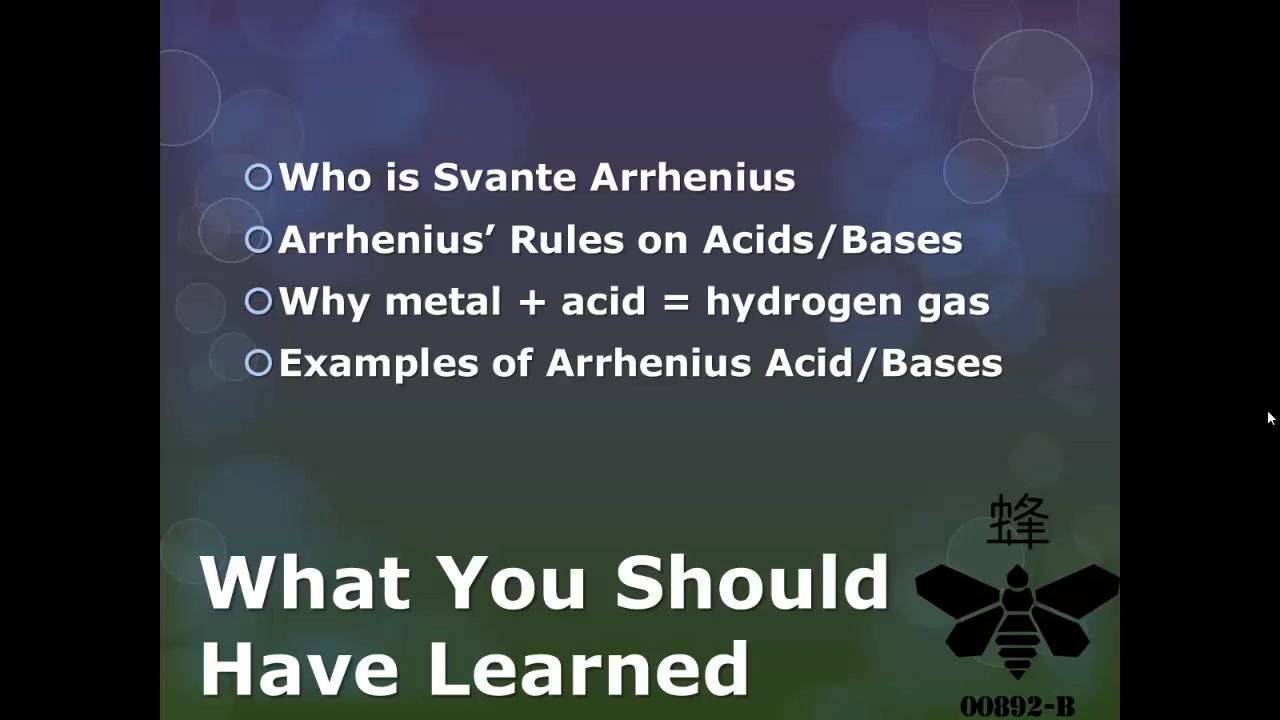 Who is Svante Arrhenius
Arrhenius’ Rules on Acids/Bases
Why metal + acid = hydrogen gas
Examples of Arrhenius Acid/Bases
What You Should
Have Learned
蜂
00892-B